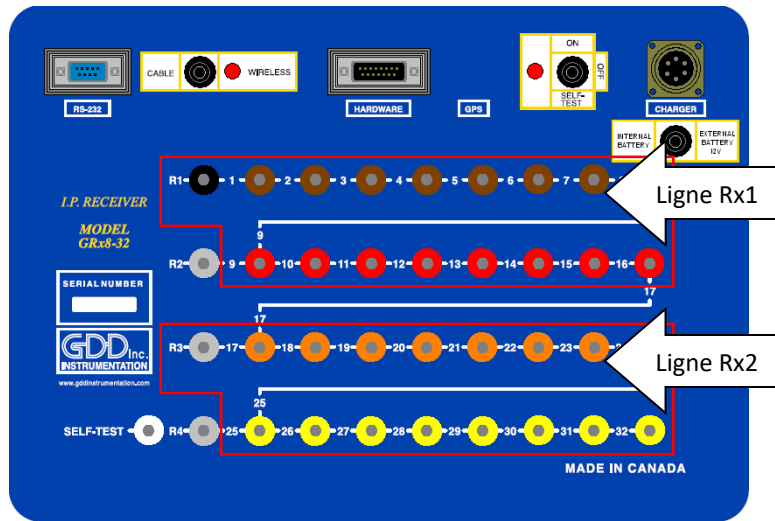 ON
OFF
SELF-
TEST
CABLE
WIRELESS
RS-232
HARDWARE
GPS
CHARGER
INTERNAL
BATTERY
EXTERNAL
BATTERY
12V
R1 1 2 3 4 5 6 7
Ligne Rx1
I.P. RECEIVER
MODEL
GRx8-32
9
R2 9 10 11 12 13 14 15 16
17
SERIAL NUMBER
17
R3 17 18 19 20 21 22 23
Ligne Rx2
GDD Inc.
INSTRUMENTATION
www.gddinstrumentation.com
25
SELF-TEST R4 25 26 27 28 29 30 31 32
MADE IN CANADA